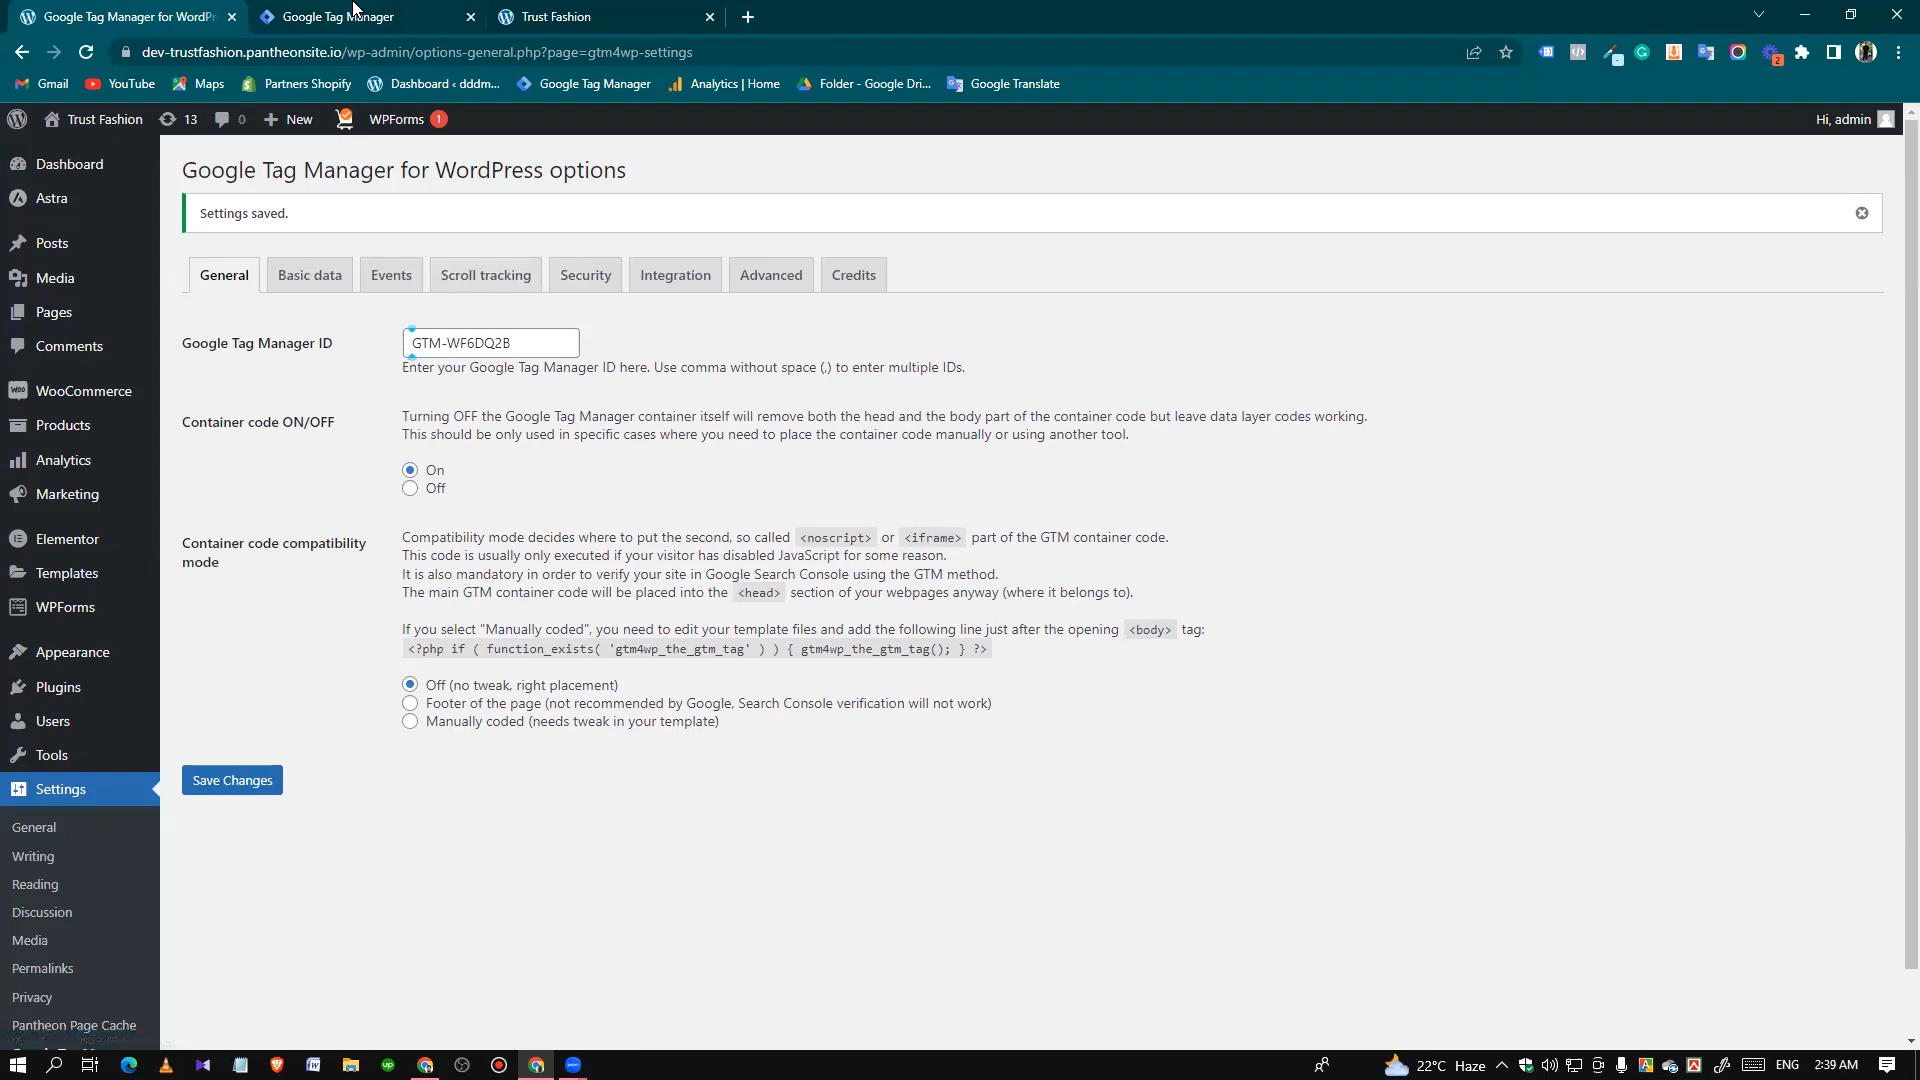 Google Tag Manager for WordPr
Google Tag Manager
Trust Fashion
dev-trustfashion.pantheonsite.io/wp-admin/options-general.php?page=gtm4wp-settings
2
Gmail
YouTube
Maps
Partners Shopify
Dashboard ‹ dddm...
Google Tag Manager
Analytics | Home
Folder - Google Dri...
Google Translate
Trust Fashion
13
0
New
WPForms 1
Hi, admin
Dashboard
Astra
Posts
Media
Pages
Comments
WooCommerce
Products
Analytics
Marketing
Elementor
Templates
WPForms
Appearance
Plugins
Users
Tools
Settings
General
Writing
Reading
Discussion
Media
Permalinks
Privacy
Pantheon Page Cache
Google Tag Manager for WordPress options
Settings saved.
General
Basic data
Events
Scroll tracking
Security
Integration
Advanced
Credits
Google Tag Manager ID
GTM-WF6DQ2B
Enter your Google Tag Manager ID here. Use comma without space (,) to enter multiple IDs.
Container code ON/OFF
Turning OFF the Google Tag Manager container itself will remove both the head and the body part of the container code but leave data layer codes working.
This should be only used in specific cases where you need to place the container code manually or using another tool.
On
Off
Container code compatibility
mode
Compatibility mode decides where to put the second, so called <noscript> or <iframe> part of the GTM container code.
This code is usually only executed if your visitor has disabled JavaScript for some reason.
It is also mandatory in order to verify your site in Google Search Console using the GTM method.
The main GTM container code will be placed into the <head> section of your webpages anyway (where it belongs to).
If you select "Manually coded", you need to edit your template files and add the following line just after the opening <body> tag:
<?php if ( function_exists( 'gtm4wp_the_gtm_tag' ) ) { gtm4wp_the_gtm_tag(); } ?>
Off (no tweak, right placement)
Footer of the page (not recommended by Google, Search Console verification will not work)
Manually coded (needs tweak in your template)
Save Changes
22°C Haze
ENG
2:39 AM